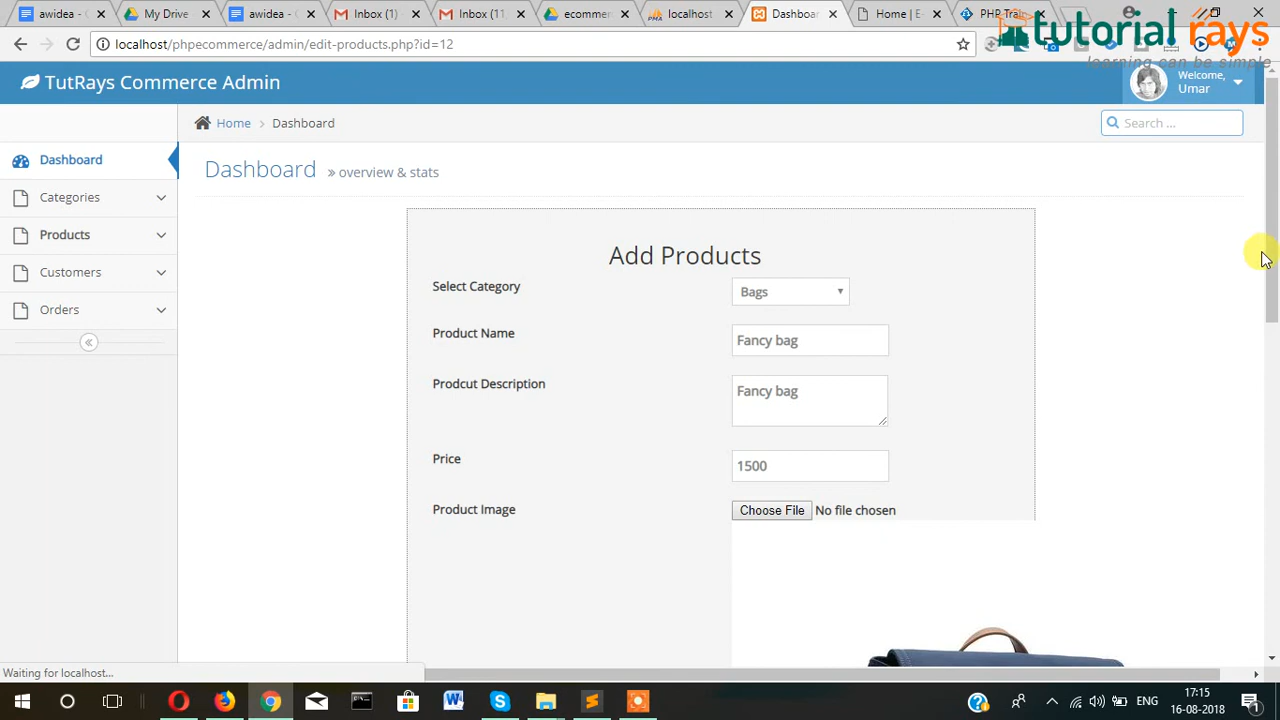 awidea -
My Drive
awidea -
awidea -
Inbox (1)
Inbox (11
ecommer
localhost
Dashboar
Home | E
PHP Trai
tutorial rays
learning can be simple
localhost/phpecommerce/admin/edit-products.php?id=12
TutRays Commerce Admin
Welcome,
Umar
Home
Dashboard
Search ...
Dashboard
Categories
Products
Customers
Orders
Dashboard » overview & stats
Add Products
Select Category
Bags
Product Name
Fancy bag
Prodcut Description
Fancy bag
Price
1500
Product Image
Choose File No file chosen
Waiting for localhost...
ENG
17:15
16-08-2018